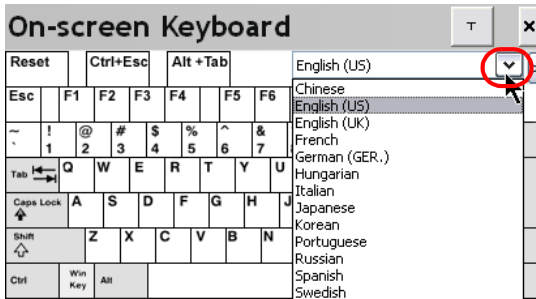 On-screen Keyboard T ×
Reset Ctrl+Esc Alt +Tab English (US)
Esc F1 F2 F3 F4 F5 F6
Chinese
English (US)
English (UK)
French
German (GER.)
Hungarian
Italian
Japanese
Korean
Portuguese
Russian
Spanish
Swedish
~ ! @ # $ % ^ &
` 1 2 3 4 5 6 7
Tab Q W E R T Y U
Caps Lock A S D F G H J
Shift Z X C V B N
Ctrl Win Key Alt